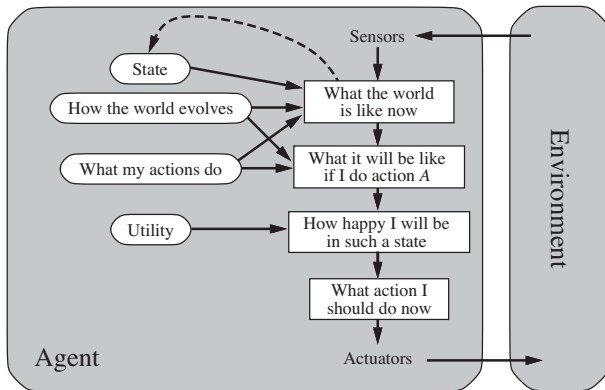 Sensors
State
What the world
is like now
How the world evolves
What my actions do
What it will be like
if I do action A
Utility
How happy I will be
in such a state
What action I
should do now
Agent
Actuators
Environment